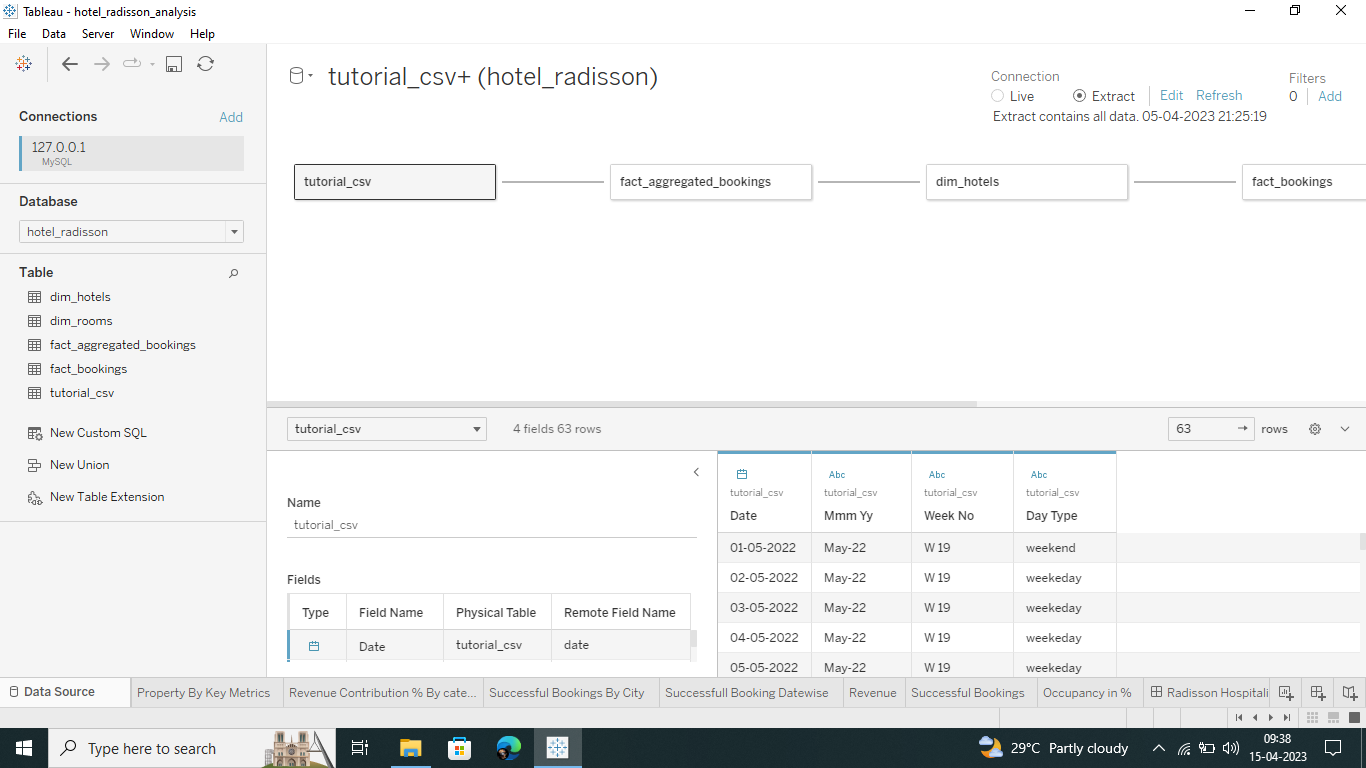 Tableau - hotel_radisson_analysis
File Data Server Window Help
tutorial_csv+ (hotel_radisson)
Connection
Live Extract Edit Refresh
Extract contains all data. 05-04-2023 21:25:19
Filters
0 Add
Connections Add
127.0.0.1
MySQL
Database
hotel_radisson
Table
dim_hotels
dim_rooms
fact_aggregated_bookings
fact_bookings
tutorial_csv
New Custom SQL
New Union
New Table Extension
tutorial_csv fact_aggregated_bookings dim_hotels fact_bookings
tutorial_csv 4 fields 63 rows 63 rows
Name
tutorial_csv
Fields
Type Field Name Physical Table Remote Field Name
Date tutorial_csv date
Abc Abc Abc
tutorial_csv tutorial_csv tutorial_csv tutorial_csv
Date Mmm Yy Week No Day Type
01-05-2022 May-22 W 19 weekend
02-05-2022 May-22 W 19 weekeday
03-05-2022 May-22 W 19 weekeday
04-05-2022 May-22 W 19 weekeday
05-05-2022 May-22 W 19 weekeday
Data Source Property By Key Metrics Revenue Contribution % By cate... Successful Bookings By City Successfull Booking Datewise Revenue Successful Bookings Occupancy in % Radisson Hospitali
Type here to search 29°C Partly cloudy
09:38
15-04-2023